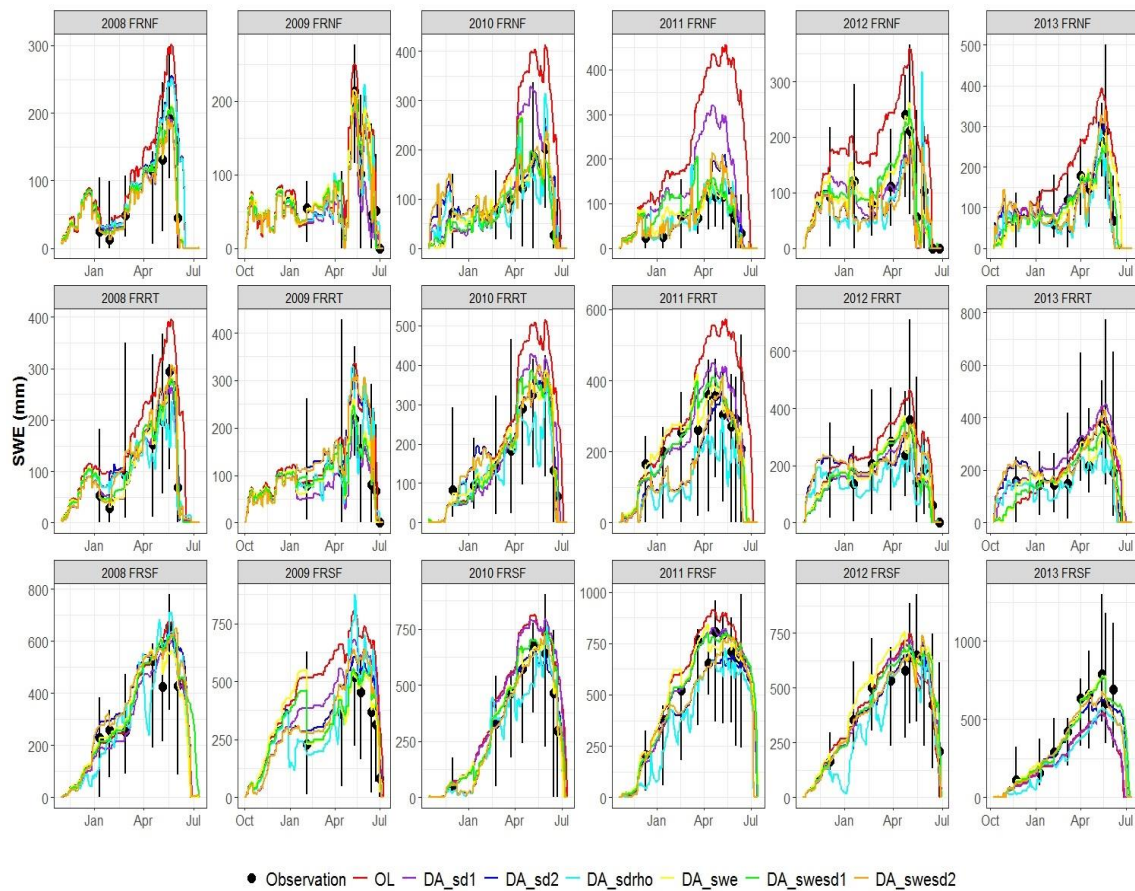 2008 FRNF 2009 FRNF 2010 FRNF 2011 FRNF 2012 FRNF 2013 FRNF
300 200 100 0
200 100 0
400 300 200 100 0
400 300 200 100 0
300 200 100 0
500 400 300 200 100 0
Jan Apr Jul Oct Jan Apr Jul Jan Apr Jul Jan Apr Jul Jan Apr Jul Oct Jan Apr Jul
2008 FRRT 2009 FRRT 2010 FRRT 2011 FRRT 2012 FRRT 2013 FRRT
SWE (mm)
400 300 200 100 0
400 300 200 100 0
500 400 300 200 100 0
600 400 200 0
600 400 200 0
800 600 400 200 0
Jan Apr Jul Oct Jan Apr Jul Jan Apr Jul Jan Apr Jul Jan Apr Jul Oct Jan Apr Jul
2008 FRSF 2009 FRSF 2010 FRSF 2011 FRSF 2012 FRSF 2013 FRSF
800 600 400 200 0
750 500 250 0
750 500 250 0
1000 750 500 250 0
750 500 250 0
1000 500 0
Jan Apr Jul Oct Jan Apr Jul Jan Apr Jul Jan Apr Jul Jan Apr Jul Oct Jan Apr Jul
Observation OL DA_sd1 DA_sd2 DA_sdrho DA_swe DA_swesd1 DA_swesd2